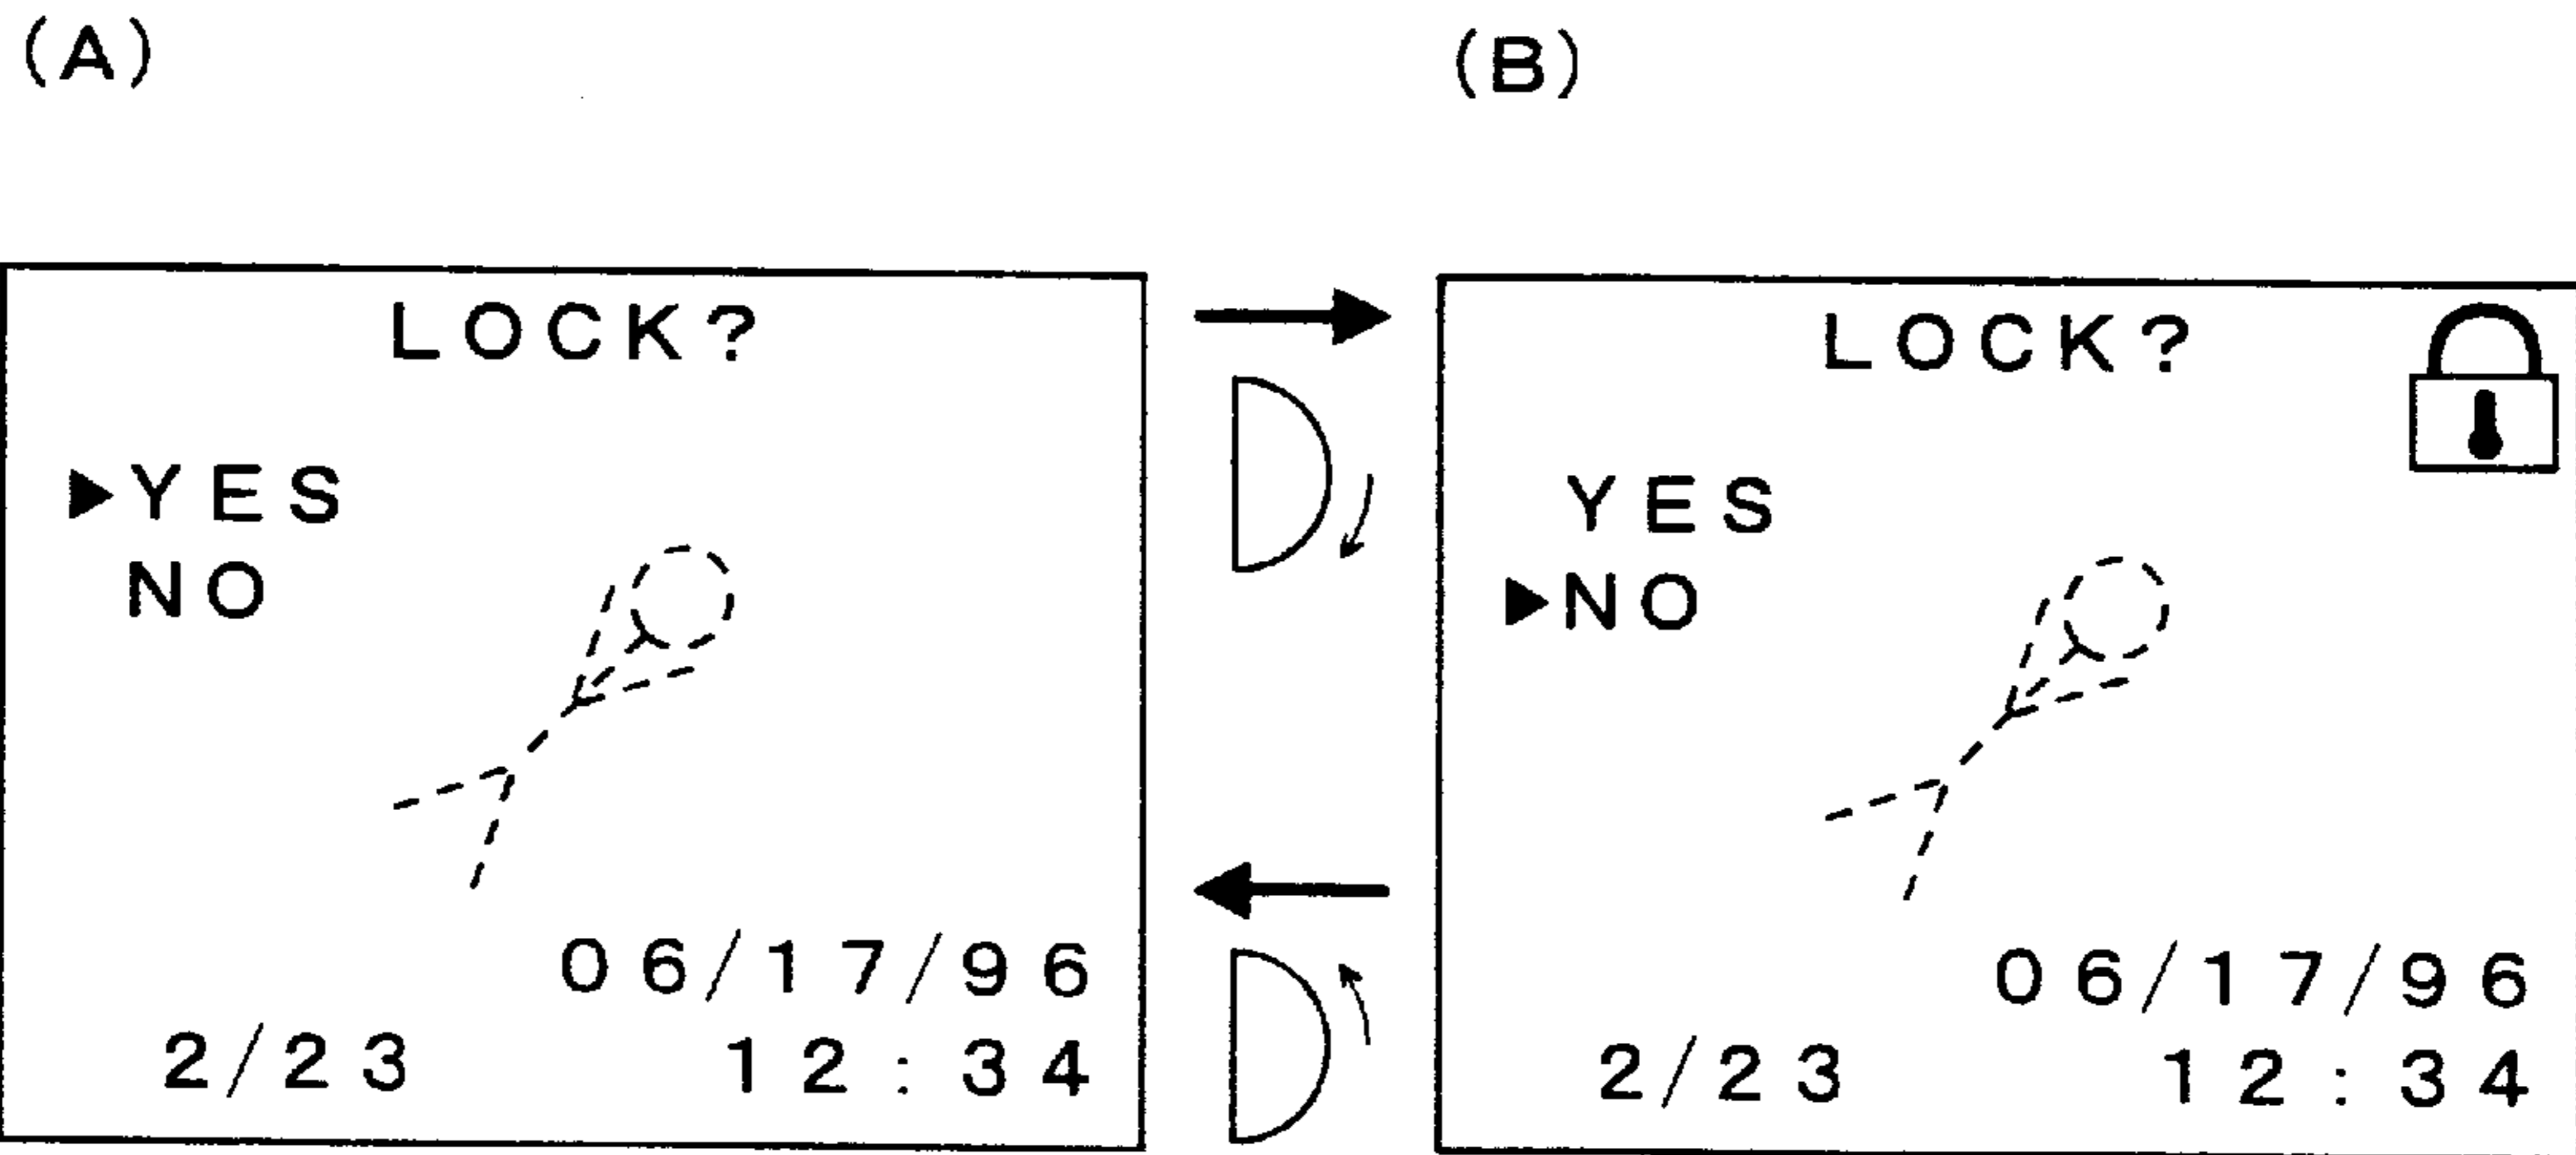 (A)
LOCK?
▶YES
NO
06/17/96
2/23 12:34
(B)
LOCK?
YES
▶NO
06/17/96
2/23 12:34